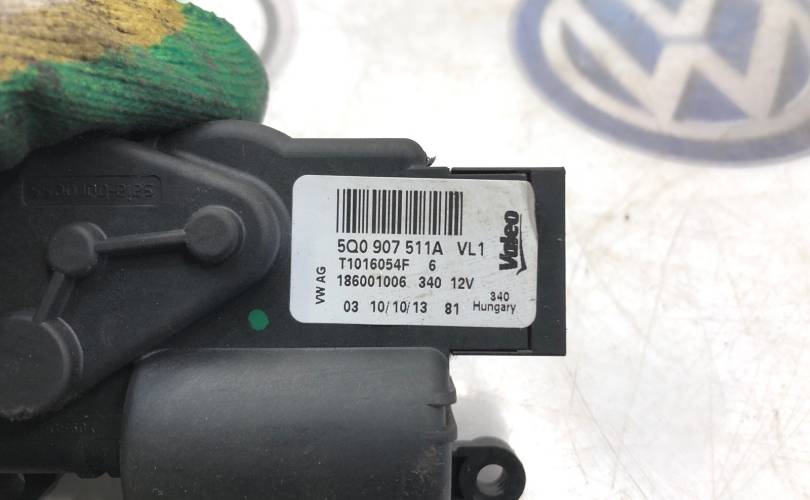 5Q0 907 511A VL1
T1016054F 6
186001006 340 12V
03 10/10/13 81
340
Hungary
VW AG
Valeo